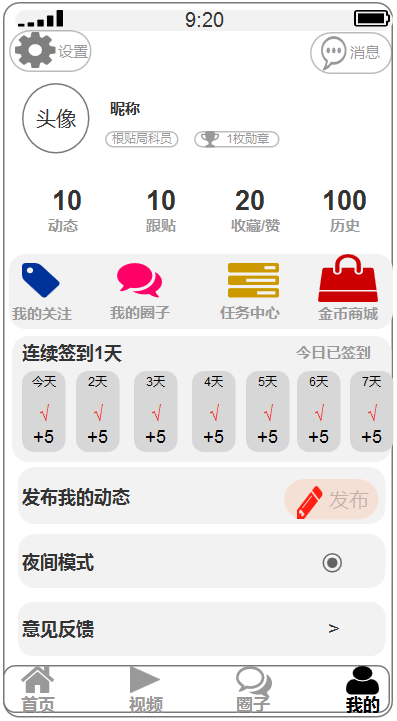 9:20
设置
消息
头像
昵称
根贴局科员
1枚勋章
10 10 20 100
动态 跟贴 收藏/赞 历史
我的关注 我的圈子 任务中心 金币商城
连续签到1天 今日已签到
今天 2天 3天 4天 5天 6天 7天
√ √ √ √ √ √ √
+5 +5 +5 +5 +5 +5 +5
发布我的动态 发布
夜间模式
意见反馈 >
首页 视频 圈子 我的